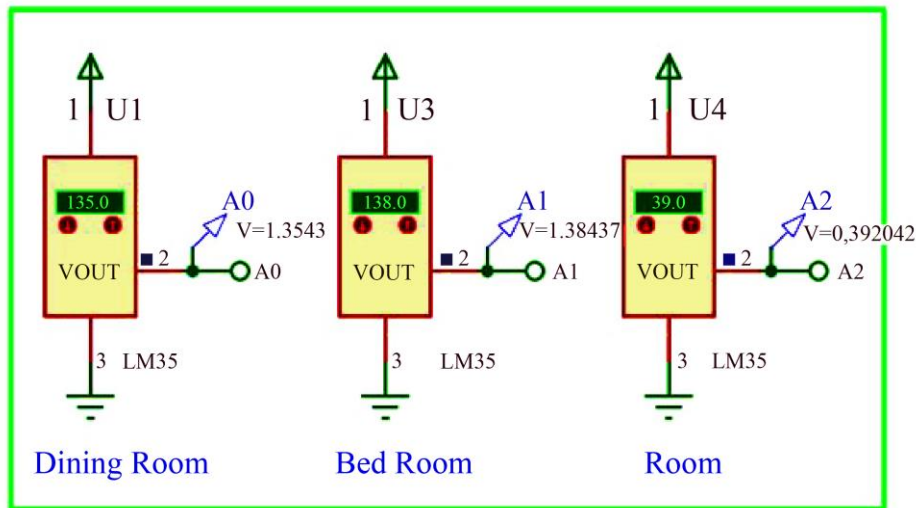 1 U1
135.0
A0
V=1.3543
VOUT
2
A0
3 LM35
Dining Room
1 U3
138.0
A1
V=1.38437
VOUT
2
A1
3 LM35
Bed Room
1 U4
39.0
A2
V=0,392042
VOUT
2
A2
3 LM35
Room